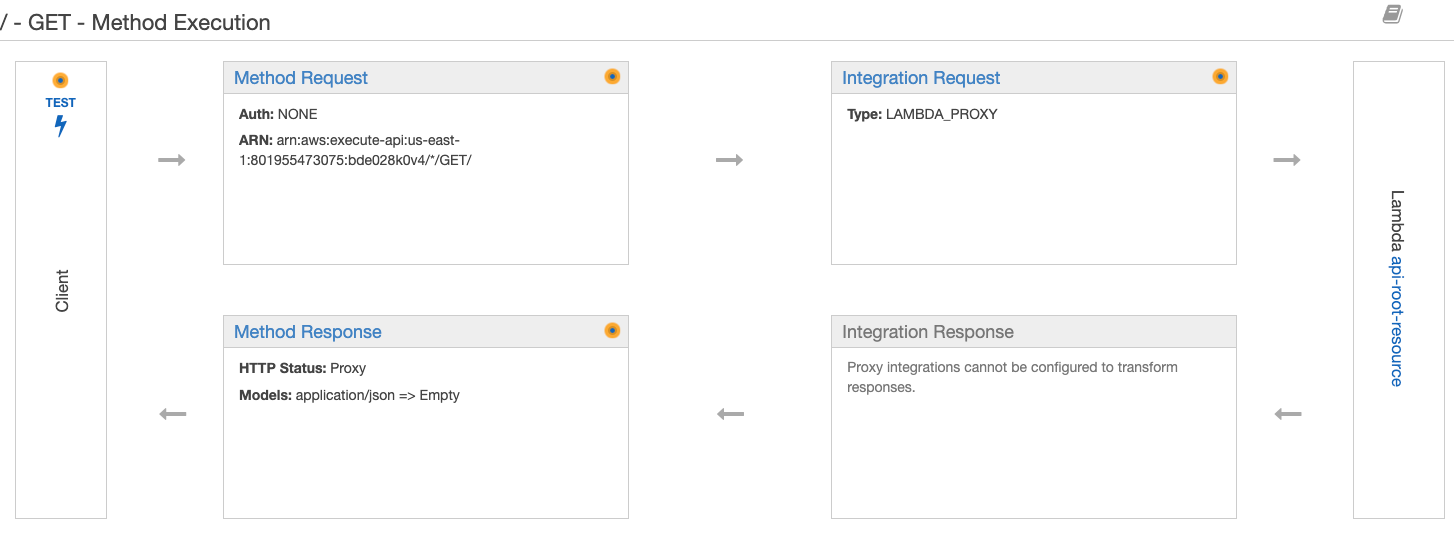 / - GET - Method Execution
TEST
Client
Method Request
Auth: NONE
ARN: arn:aws:execute-api:us-east-
1:801955473075:bde028k0v4/*/GET/
Integration Request
Type: LAMBDA_PROXY
Lambda api-root-resource
Method Response
HTTP Status: Proxy
Models: application/json => Empty
Integration Response
Proxy integrations cannot be configured to transform
responses.